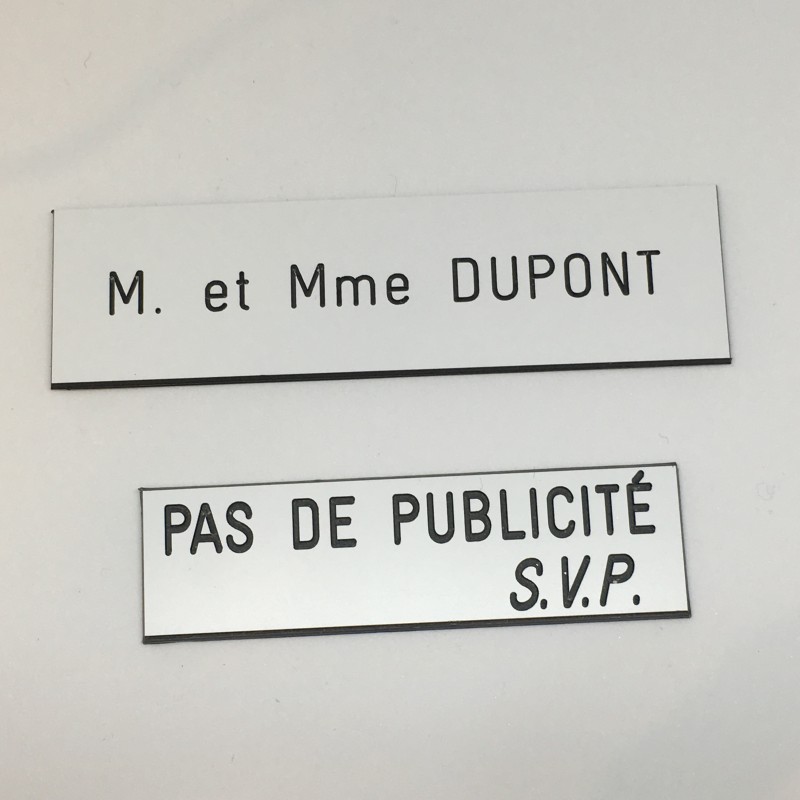 M. et Mme DUPONT
PAS DE PUBLICITÉ
S.V.P.